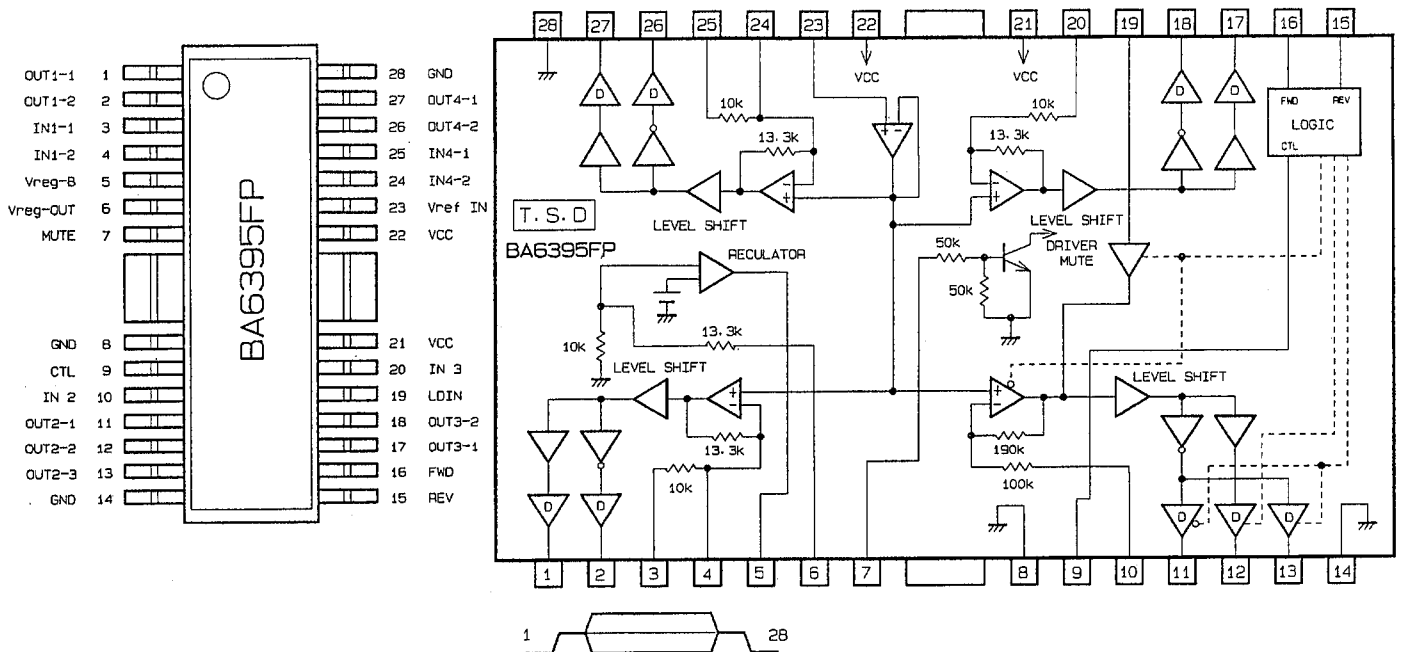 OUT1-1 1
OUT1-2 2
IN1-1 3
IN1-2 4
Vreg-B 5
Vreg-OUT 6
MUTE 7
GND 8
CTL 9
IN 2 10
OUT2-1 11
OUT2-2 12
OUT2-3 13
GND 14
BA6395FP
28 GND
27 OUT4-1
26 OUT4-2
25 IN4-1
24 IN4-2
23 Vref IN
22 VCC
21 VCC
20 IN 3
19 LDIN
18 OUT3-2
17 OUT3-1
16 FWD
15 REV
28 27 26 25 24 23 22 21 20 19 18 17 16 15
VCC VCC
D D D D
10k 10k
13.3k 13.3k
FWD REV
LOGIC
CTL
+ - - +
- +
LEVEL SHIFT
LEVEL SHIFT
T.S.D
BA6395FP
RECULATOR
50k
50k
DRIVER
MUTE
10k
13.3k
LEVEL SHIFT
LEVEL SHIFT
+ - + -
13.3k
10k
190k
100k
D D D D D
1 2 3 4 5 6 7 8 9 10 11 12 13 14
1 28